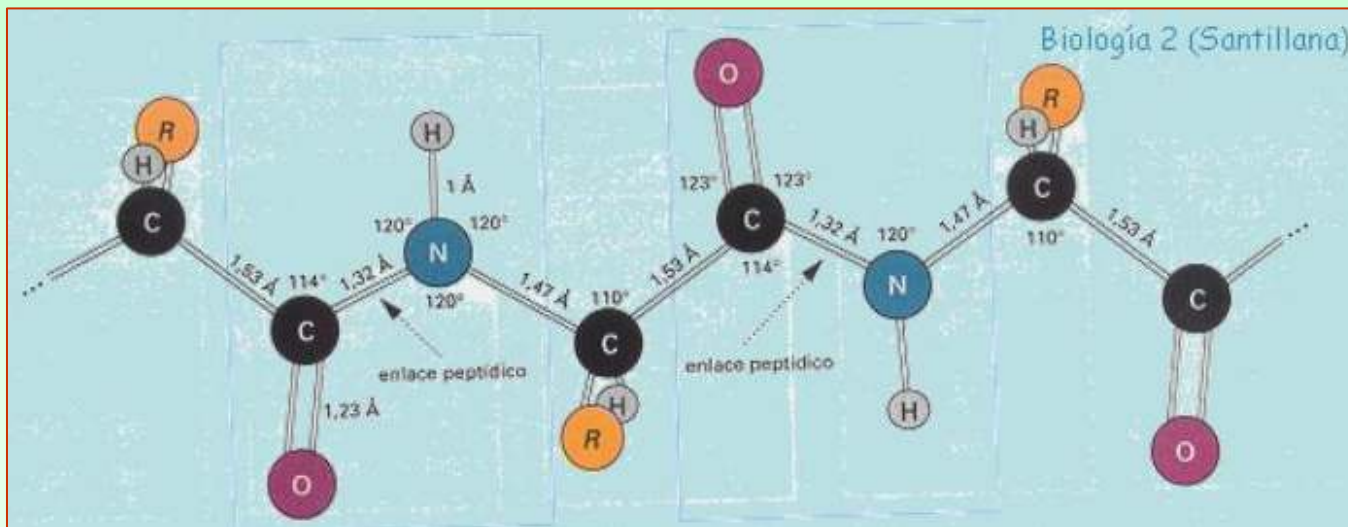 Biología 2 (Santillana)
O
R
H
H
R
H
C
1 Å
123° 123°
C
C
120° 120°
N
1,53 Å
114°
1,32 Å
120°
1,47 Å
110°
1,53 Å
114°
1,32 Å
120°
1,47 Å
110°
1,53 Å
...
...
C
C
N
C
enlace peptídico
enlace peptídico
1,23 Å
H
R
H
O
O